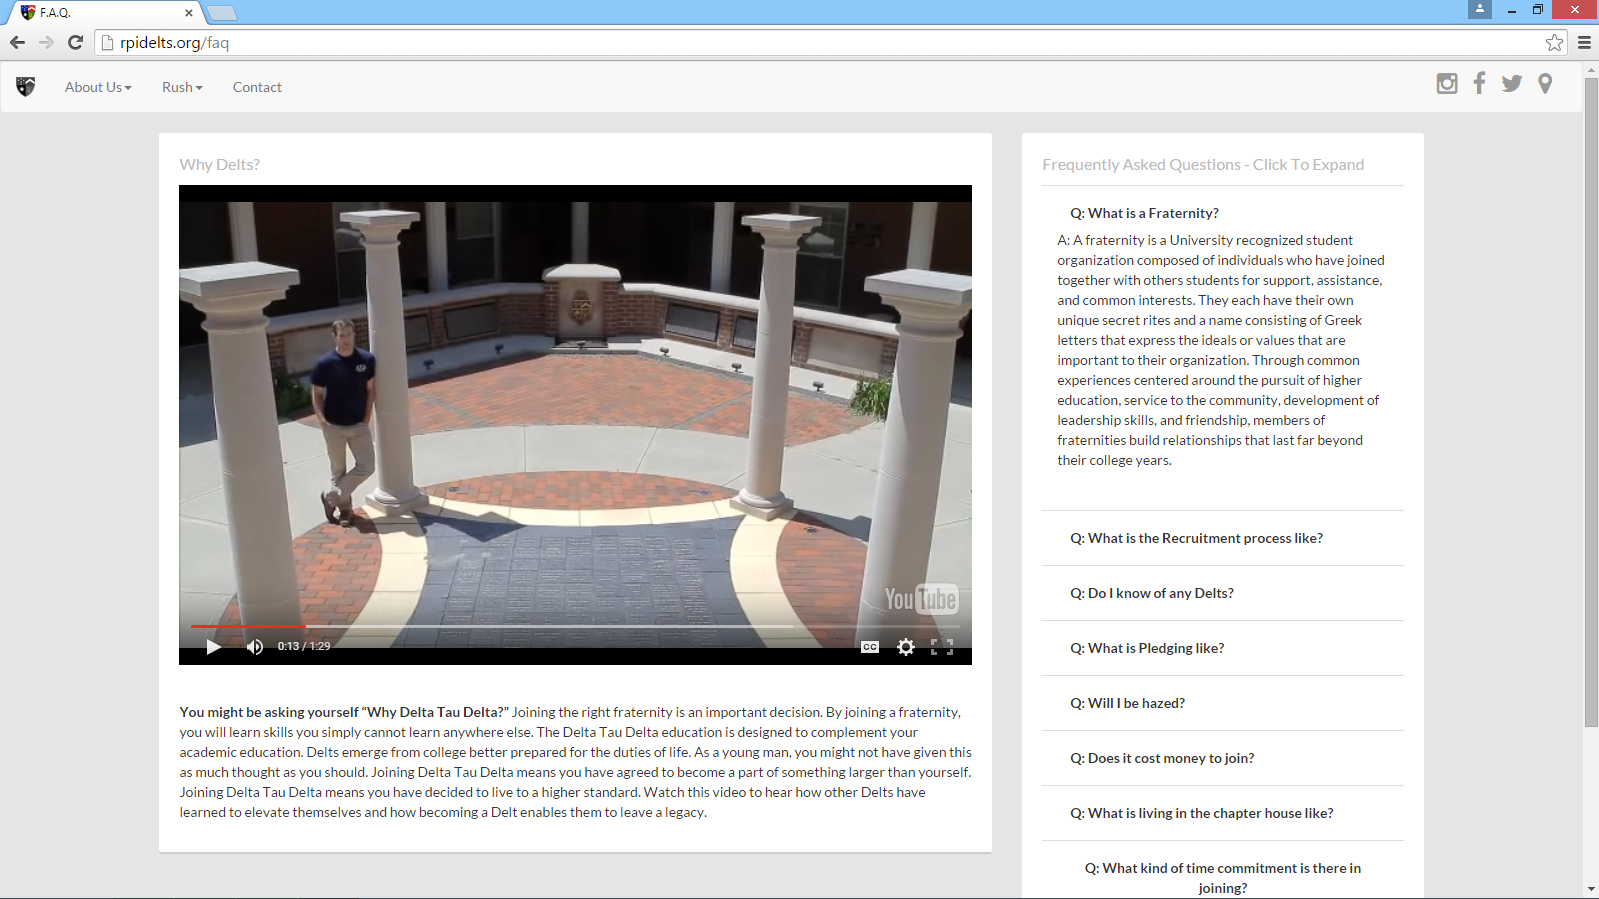 F.A.Q.
rpidelts.org/faq
About Us
Rush
Contact
Why Delts?
YouTube
0:13 / 1:29
CC
You might be asking yourself “Why Delta Tau Delta?” Joining the right fraternity is an important decision. By joining a fraternity,
you will learn skills you simply cannot learn anywhere else. The Delta Tau Delta education is designed to complement your
academic education. Delts emerge from college better prepared for the duties of life. As a young man, you might not have given this
as much thought as you should. Joining Delta Tau Delta means you have agreed to become a part of something larger than yourself.
Joining Delta Tau Delta means you have decided to live to a higher standard. Watch this video to hear how other Delts have
learned to elevate themselves and how becoming a Delt enables them to leave a legacy.
Frequently Asked Questions - Click To Expand
Q: What is a Fraternity?
A: A fraternity is a University recognized student
organization composed of individuals who have joined
together with others students for support, assistance,
and common interests. They each have their own
unique secret rites and a name consisting of Greek
letters that express the ideals or values that are
important to their organization. Through common
experiences centered around the pursuit of higher
education, service to the community, development of
leadership skills, and friendship, members of
fraternities build relationships that last far beyond
their college years.
Q: What is the Recruitment process like?
Q: Do I know of any Delts?
Q: What is Pledging like?
Q: Will I be hazed?
Q: Does it cost money to join?
Q: What is living in the chapter house like?
Q: What kind of time commitment is there in
joining?